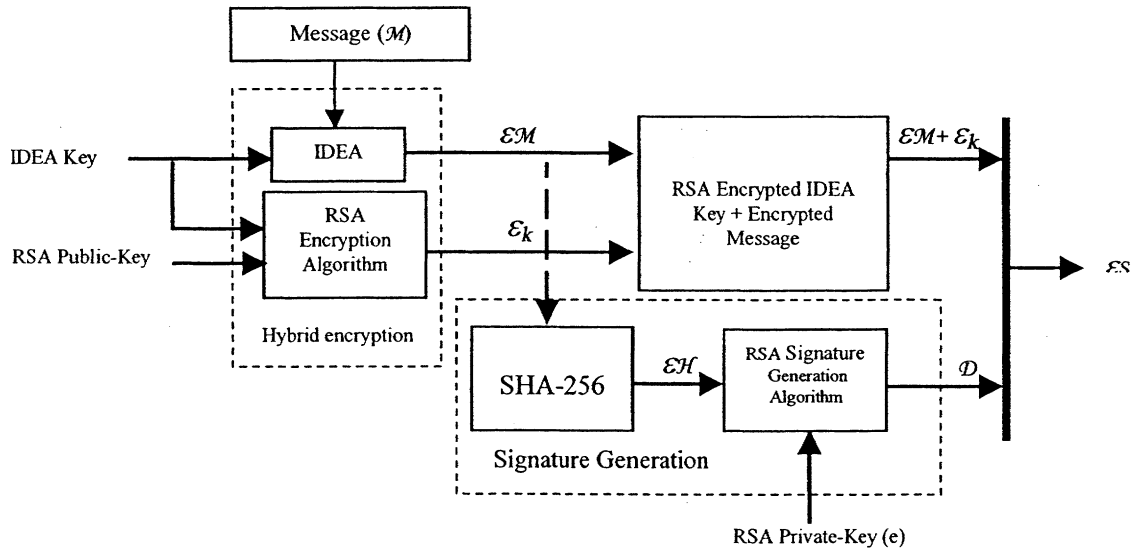 Message (ℳ)
IDEA Key
IDEA
ℰℳ
ℰℳ+ ℰk
RSA
Encryption
Algorithm
RSA Public-Key
ℰk
RSA Encrypted IDEA
Key + Encrypted
Message
ℰS
Hybrid encryption
SHA-256
ℰℋ
RSA Signature
Generation
Algorithm
𝒟
Signature Generation
RSA Private-Key (e)